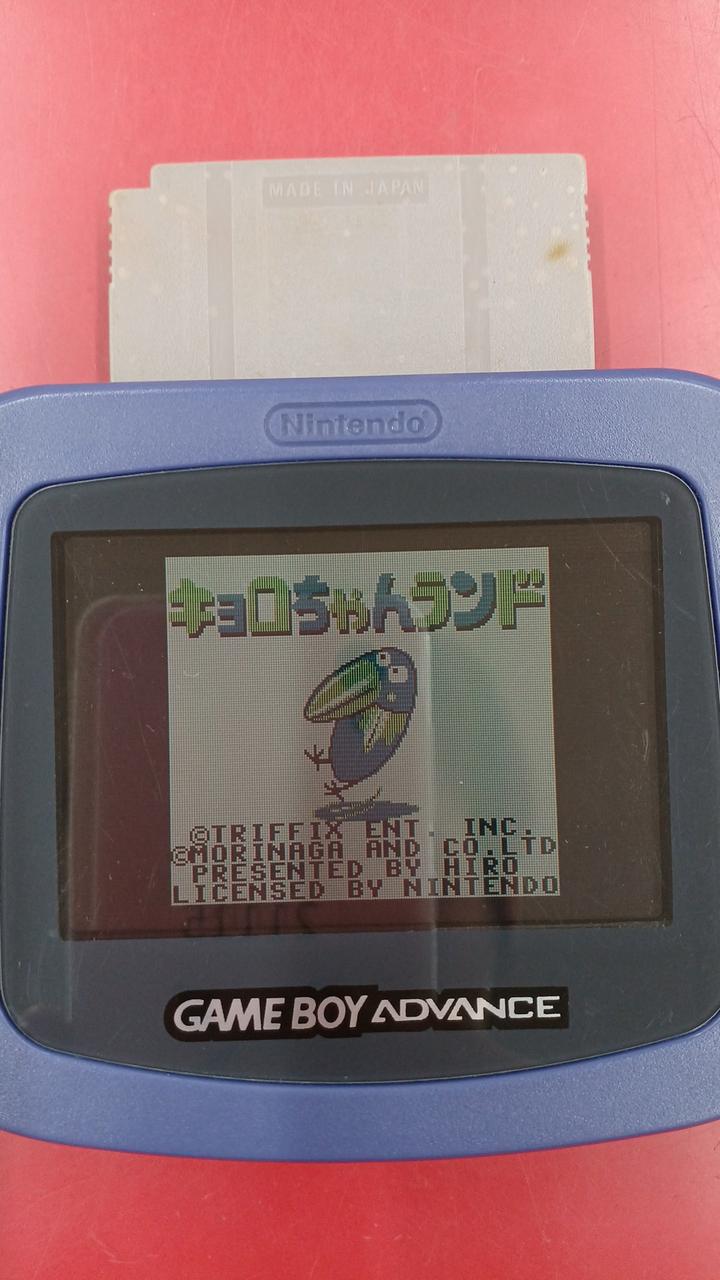 MADE IN JAPAN
Nintendo®
キョロちゃんランド
©TRIFFIX ENT. INC.
©MORINAGA AND CO.LTD
PRESENTED BY HIRO
LICENSED BY NINTENDO
GAME BOY ADVANCE